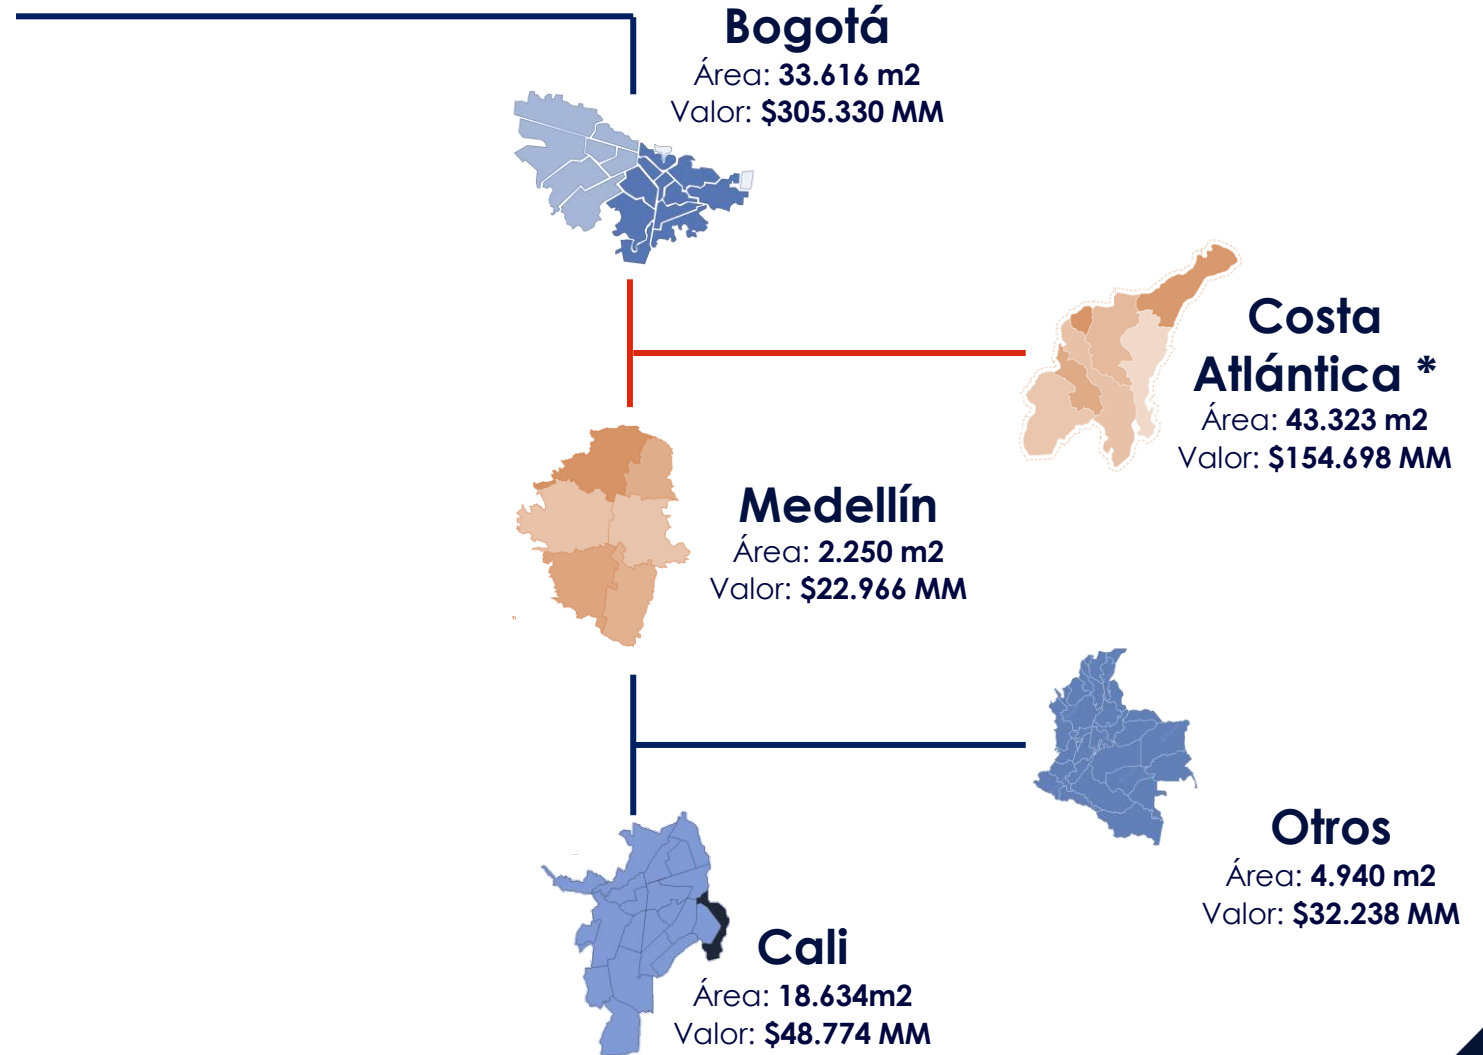 Bogotá
Área: 33.616 m2
Valor: $305.330 MM
Costa
Atlántica *
Área: 43.323 m2
Valor: $154.698 MM
Medellín
Área: 2.250 m2
Valor: $22.966 MM
Otros
Área: 4.940 m2
Valor: $32.238 MM
Cali
Área: 18.634m2
Valor: $48.774 MM